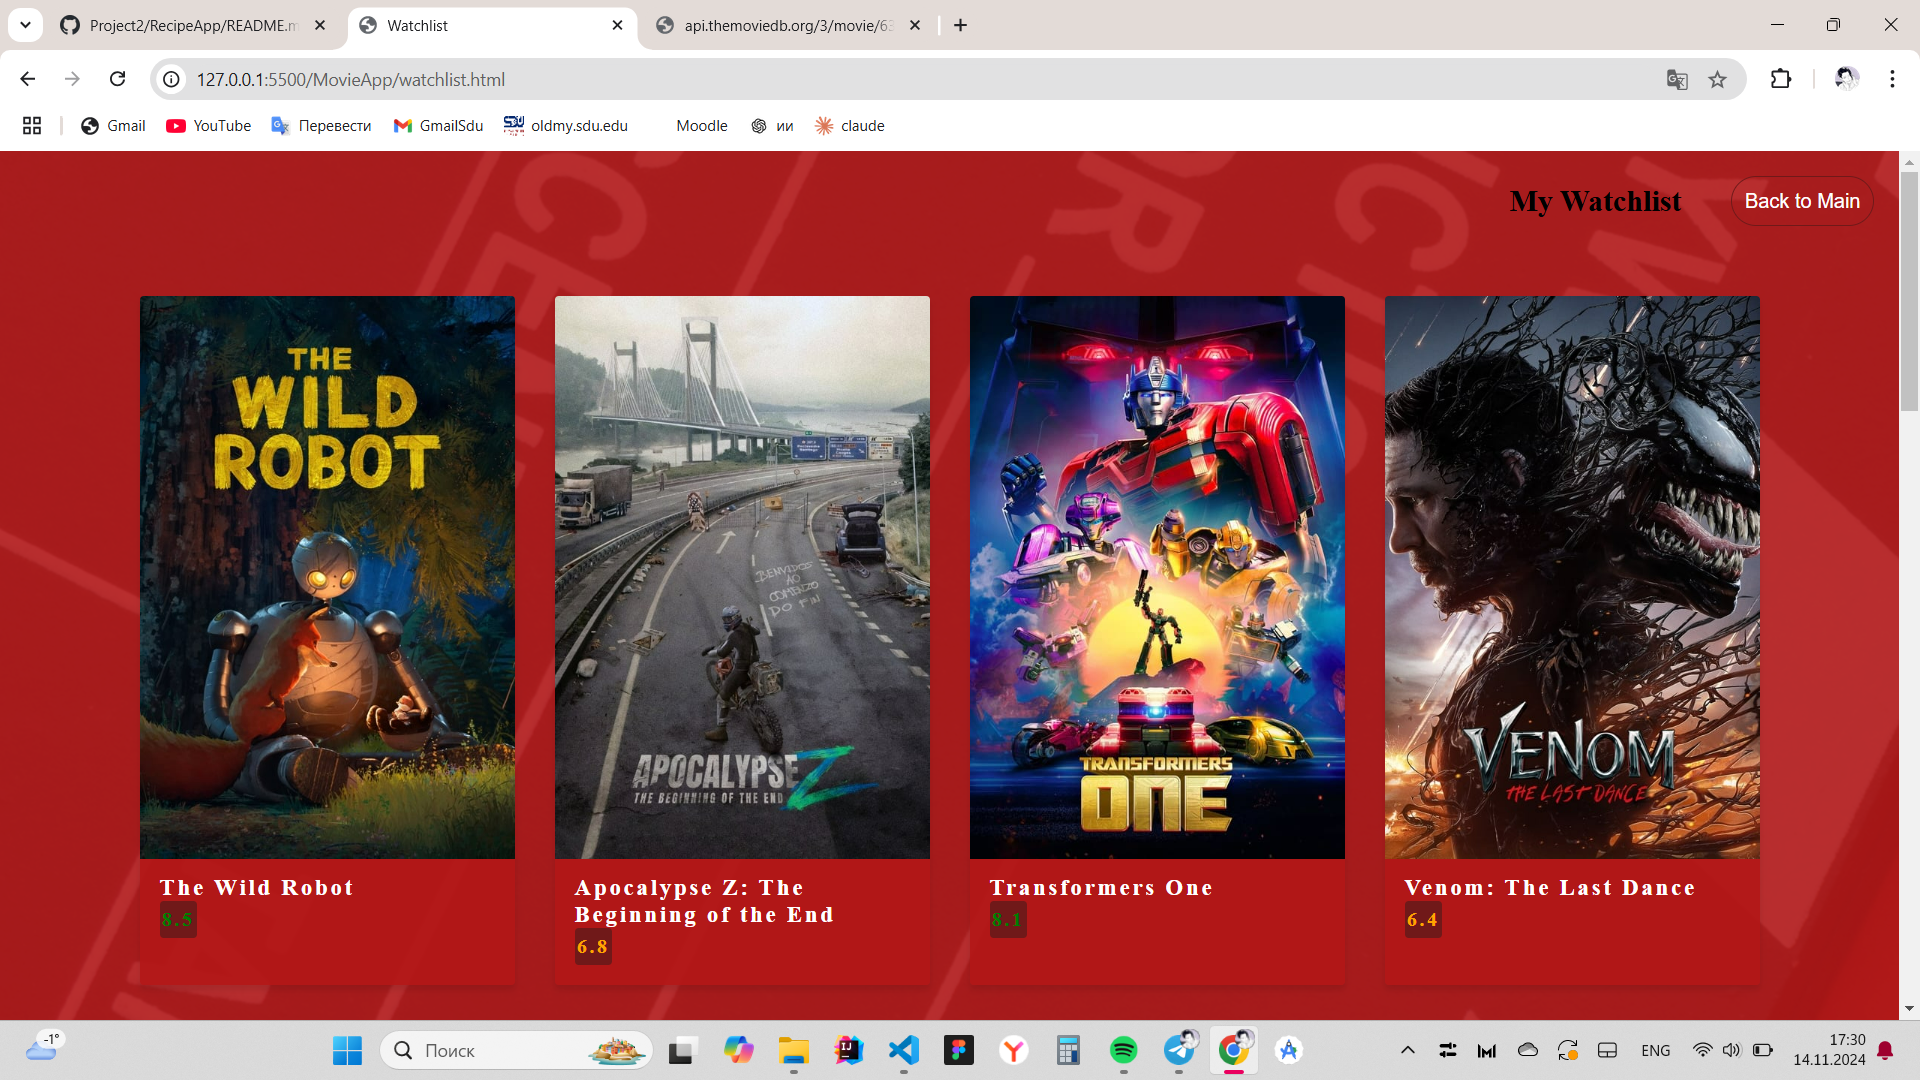 Project2/RecipeApp/README.m
Watchlist
api.themoviedb.org/3/movie/63
127.0.0.1:5500/MovieApp/watchlist.html
Gmail
YouTube
Перевести
GmailSdu
oldmy.sdu.edu
Moodle
ии
claude
My Watchlist
Back to Main
THE
WILD
ROBOT
BENVIDOS
AO
COMENZO
DO FIN
APOCALYPSE Z
THE BEGINNING OF THE END
TRANSFORMERS
ONE
VENOM
THE LAST DANCE
The Wild Robot
8.5
Apocalypse Z: The
Beginning of the End
6.8
Transformers One
8.1
Venom: The Last Dance
6.4
-1°
Поиск
ENG
17:30
14.11.2024